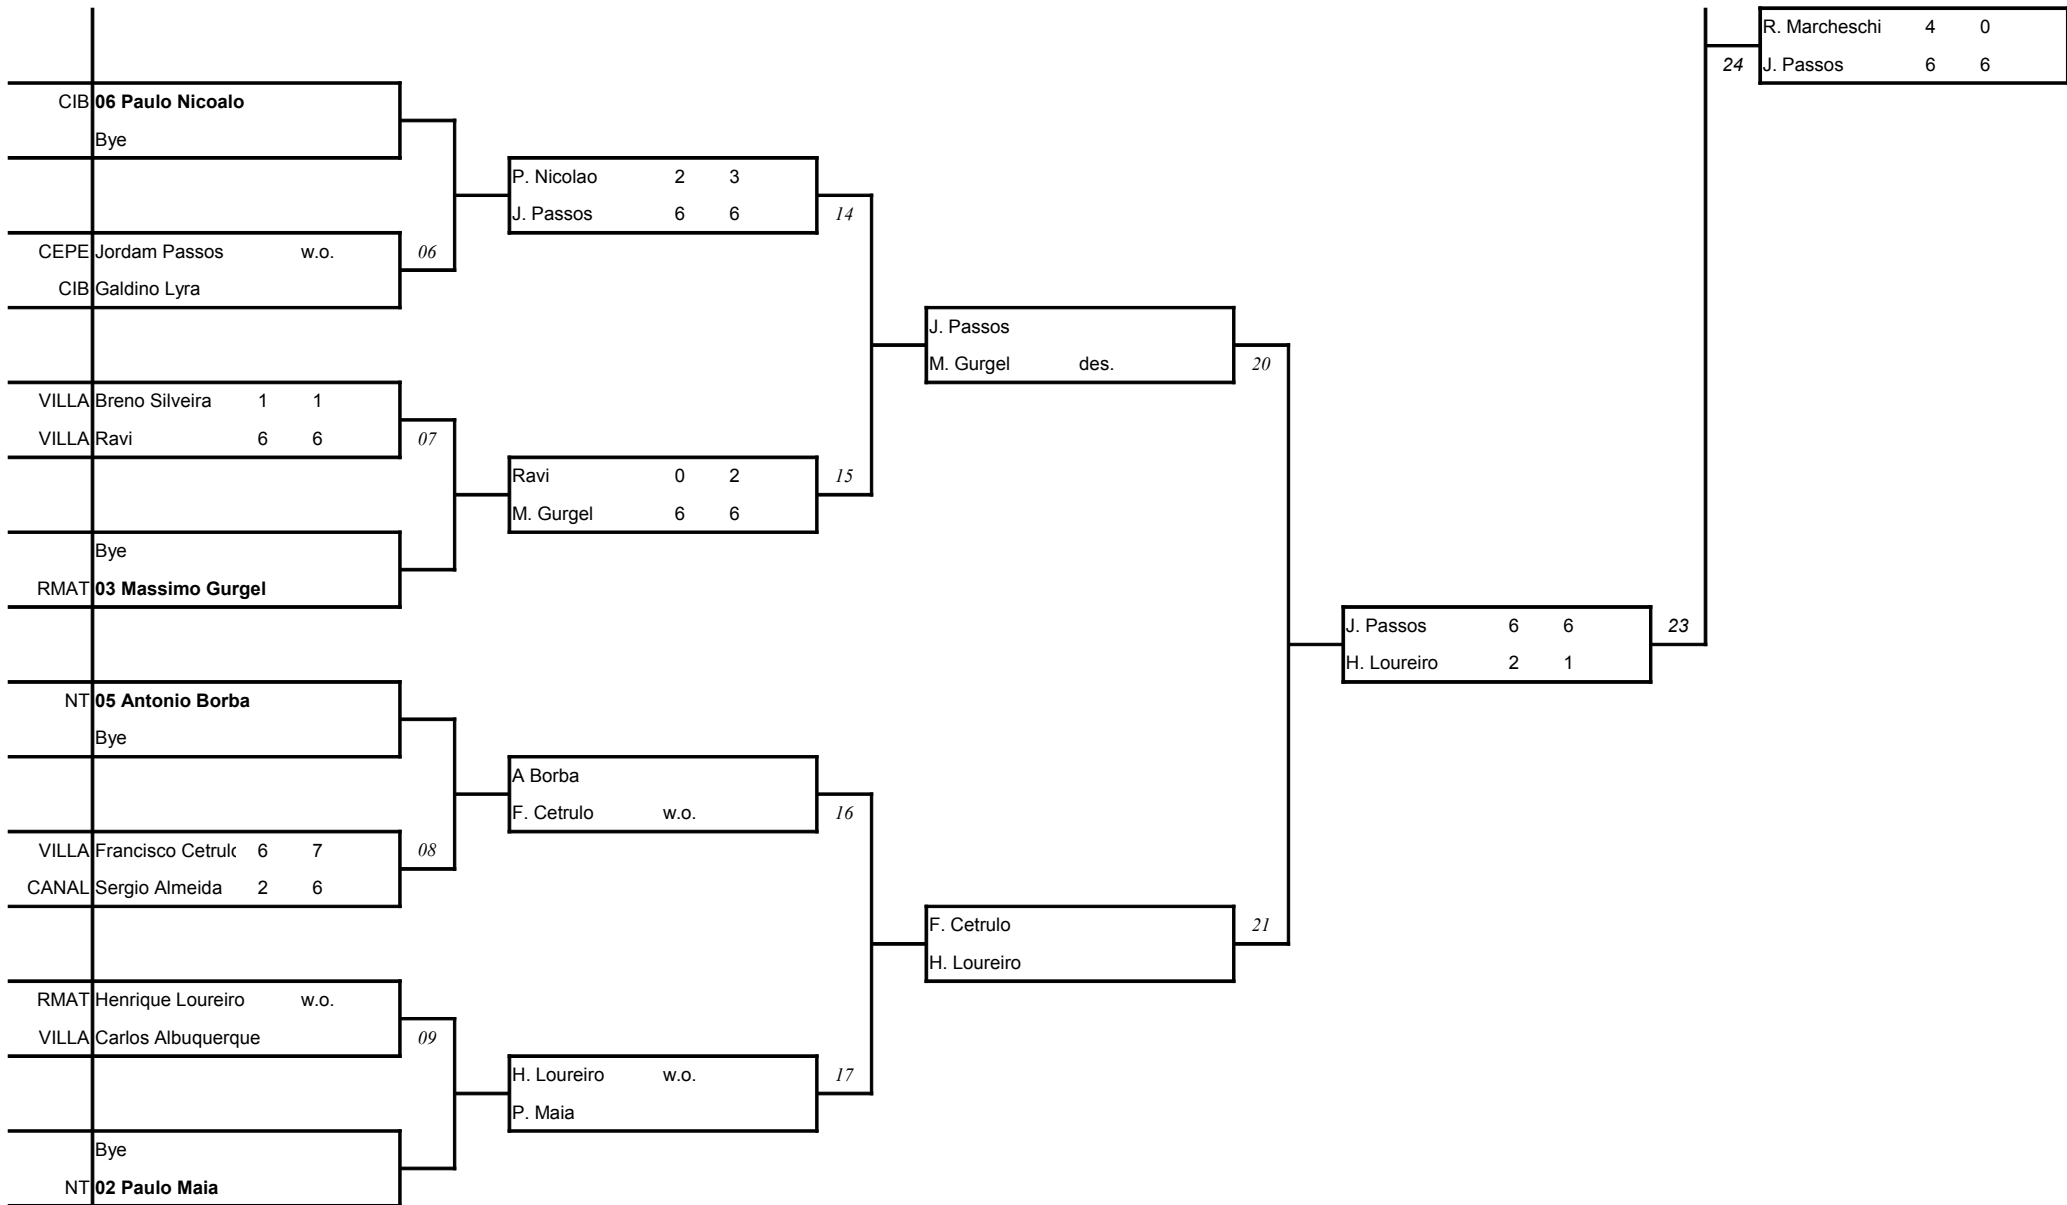 R. Marcheschi 4 0
24 J. Passos 6 6
CIB 06 Paulo Nicoalo
Bye
P. Nicolao 2 3
J. Passos 6 6 14
CEPE Jordam Passos w.o. 06
CIB Galdino Lyra
J. Passos
M. Gurgel des. 20
VILLA Breno Silveira 1 1
VILLA Ravi 6 6 07
Ravi 0 2 15
M. Gurgel 6 6
Bye
RMAT 03 Massimo Gurgel
J. Passos 6 6 23
H. Loureiro 2 1
NT 05 Antonio Borba
Bye
A Borba
F. Cetrulo w.o. 16
VILLA Francisco Cetrulo 6 7 08
CANAL Sergio Almeida 2 6
F. Cetrulo 21
H. Loureiro
RMAT Henrique Loureiro w.o.
VILLA Carlos Albuquerque 09
H. Loureiro w.o. 17
P. Maia
Bye
NT 02 Paulo Maia